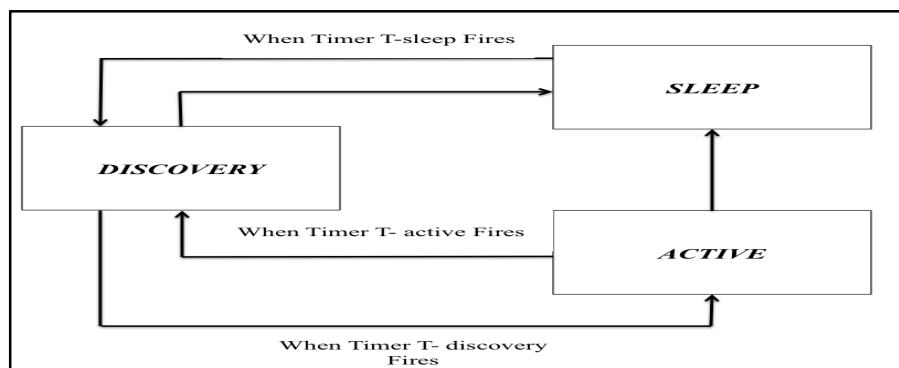 When Timer T-sleep Fires
SLEEP
DISCOVERY
When Timer T- active Fires
ACTIVE
When Timer T- discovery
Fires